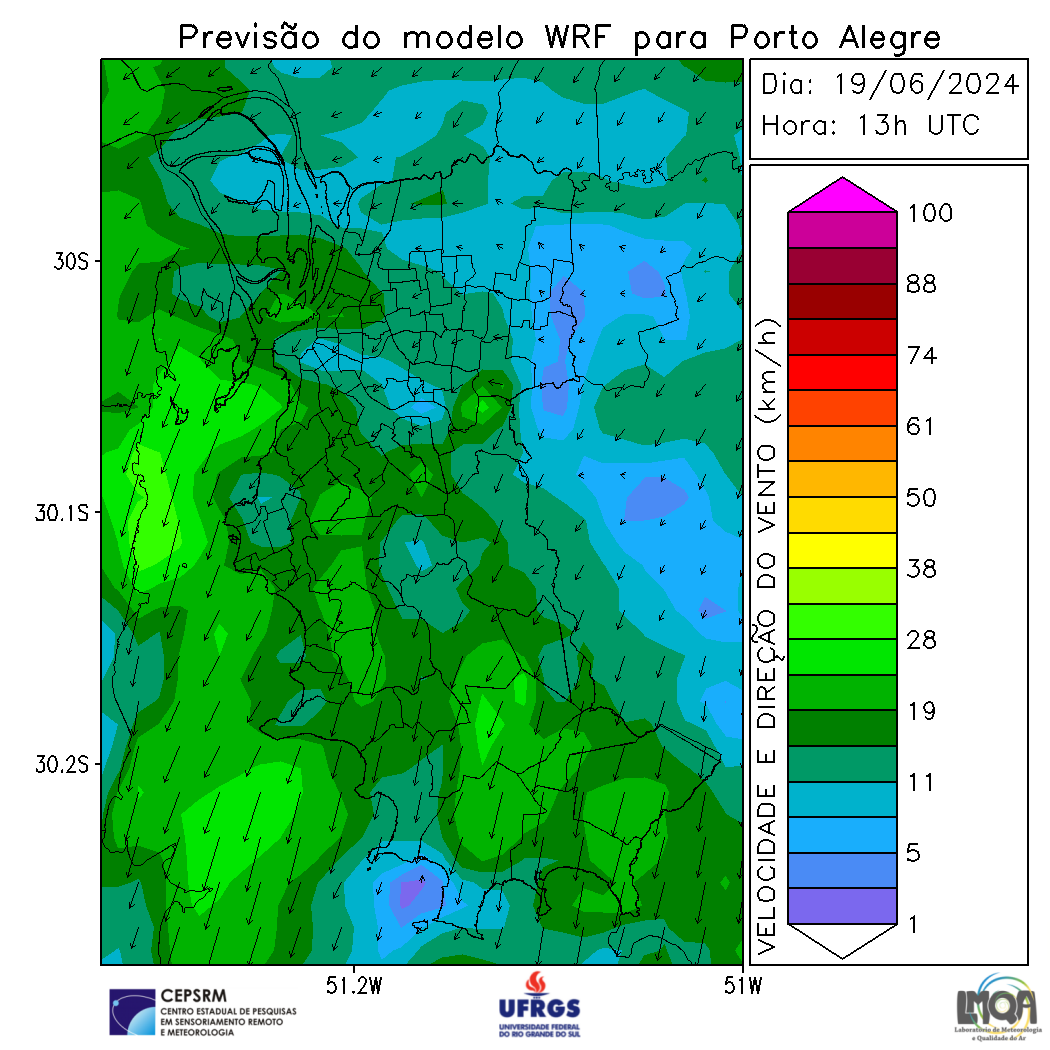 Previsão do modelo WRF para Porto Alegre
Dia: 19/06/2024
Hora: 13h UTC
30S
30.1S
30.2S
51.2W
51W
VELOCIDADE E DIREÇÃO DO VENTO (km/h)
100
88
74
61
50
38
28
19
11
5
1
CEPSRM
CENTRO ESTADUAL DE PESQUISAS
EM SENSORIAMENTO REMOTO
E METEOROLOGIA
UFRGS
UNIVERSIDADE FEDERAL
DO RIO GRANDE DO SUL
LMQA
Laboratório de Meteorologia
e Qualidade do Ar